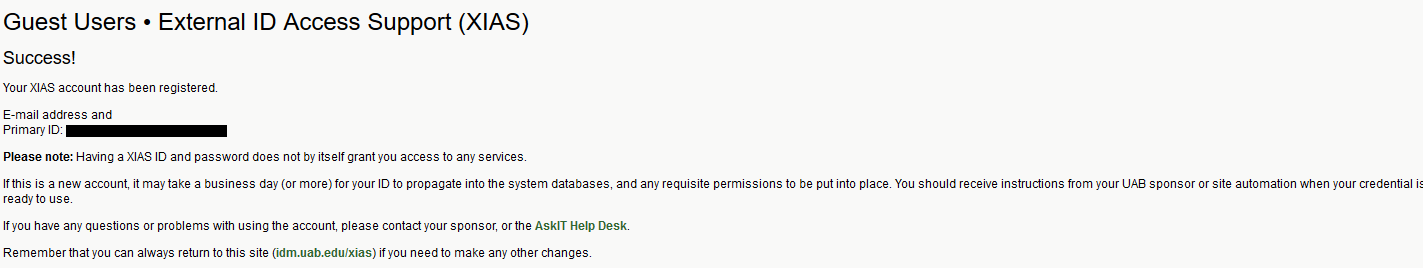 Guest Users • External ID Access Support (XIAS)
Success!
Your XIAS account has been registered.
E-mail address and
Primary ID:
Please note: Having a XIAS ID and password does not by itself grant you access to any services.
If this is a new account, it may take a business day (or more) for your ID to propagate into the system databases, and any requisite permissions to be put into place. You should receive instructions from your UAB sponsor or site automation when your credential is
ready to use.
If you have any questions or problems with using the account, please contact your sponsor, or the AskIT Help Desk.
Remember that you can always return to this site (idm.uab.edu/xias) if you need to make any other changes.